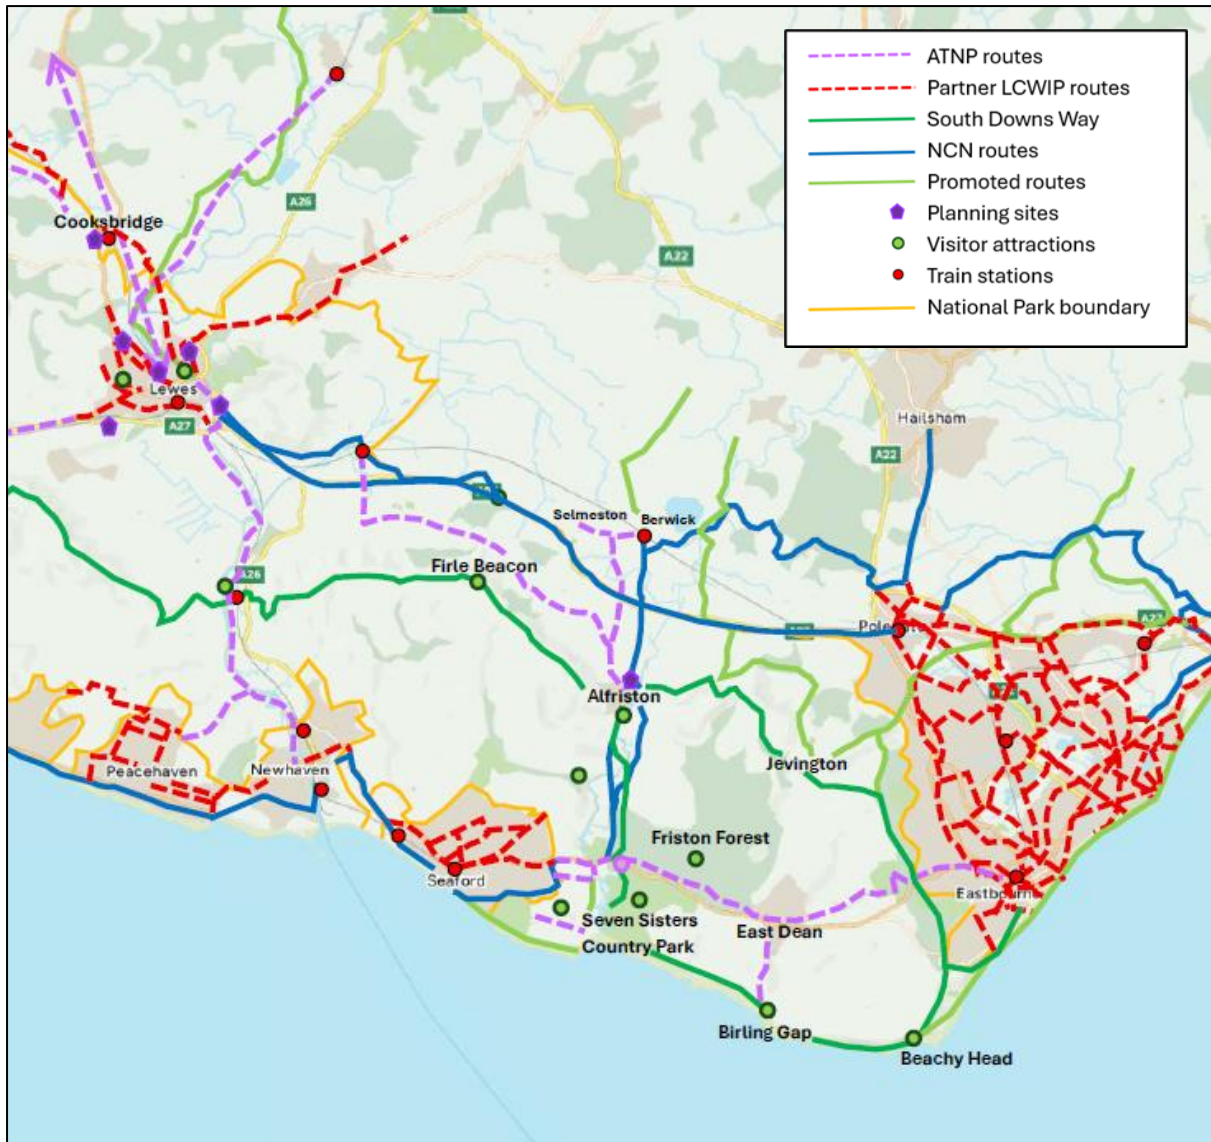 ATNP routes
Partner LCWIP routes
South Downs Way
NCN routes
Promoted routes
Planning sites
Visitor attractions
Train stations
National Park boundary
A26
Cooksbridge
A22
Lewes
A27
Hailsham
A22
Selmeston
Berwick
Firle Beacon
A26
Alfriston
Jevington
Peacehaven
Newhaven
Friston Forest
Seaford
Eastbourne
Seven Sisters
Country Park
East Dean
Birling Gap
Beachy Head